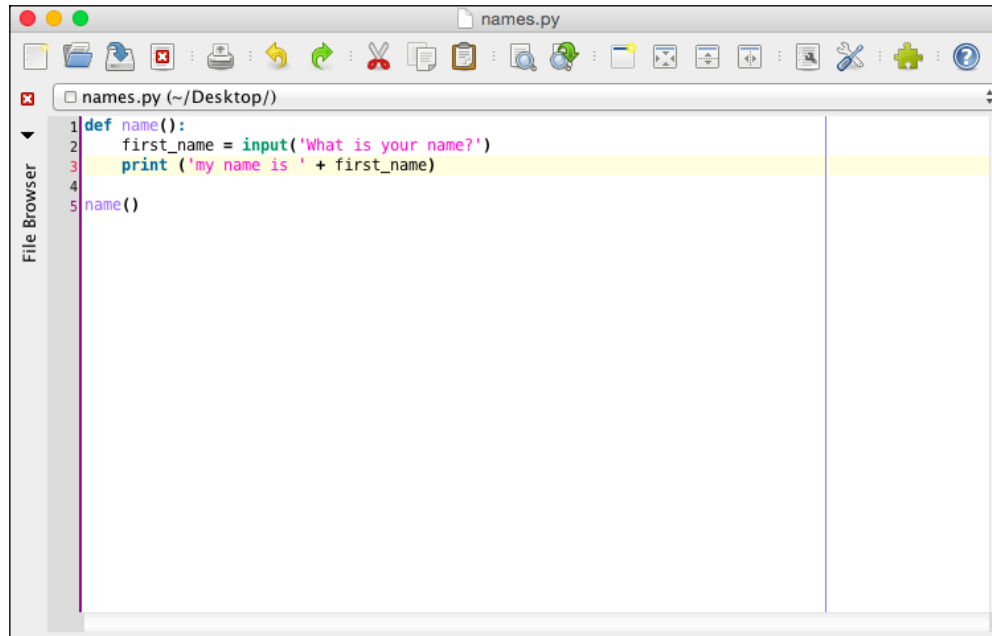 names.py
names.py (~/Desktop/)
File Browser
1 def name():
2     first_name = input('What is your name?')
3     print ('my name is ' + first_name)
4
5 name()